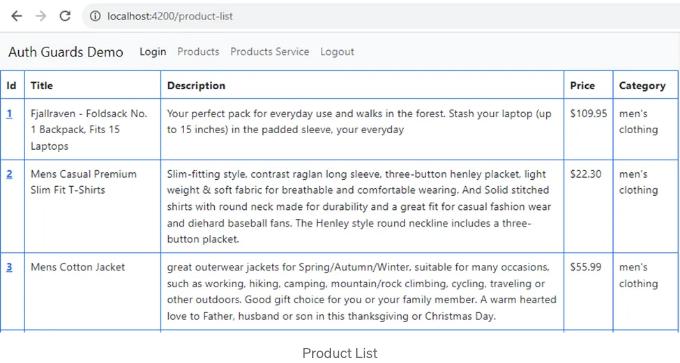 localhost:4200/product-list
Auth Guards Demo Login Products Products Service Logout
Id Title Description Price Category
1 Fjallraven - Foldsack No. 1 Backpack, Fits 15 Laptops
Your perfect pack for everyday use and walks in the forest. Stash your laptop (up
to 15 inches) in the padded sleeve, your everyday
$109.95
men's
clothing
2
Mens Casual Premium
Slim Fit T-Shirts
Slim-fitting style, contrast raglan long sleeve, three-button henley placket, light
weight & soft fabric for breathable and comfortable wearing. And Solid stitched
shirts with round neck made for durability and a great fit for casual fashion wear
and diehard baseball fans. The Henley style round neckline includes a three-
button placket.
$22.30
men's
clothing
3
Mens Cotton Jacket
great outerwear jackets for Spring/Autumn/Winter, suitable for many occasions,
such as working, hiking, camping, mountain/rock climbing, cycling, traveling or
other outdoors. Good gift choice for you or your family member. A warm hearted
love to Father, husband or son in this thanksgiving or Christmas Day.
$55.99
men's
clothing
Product List